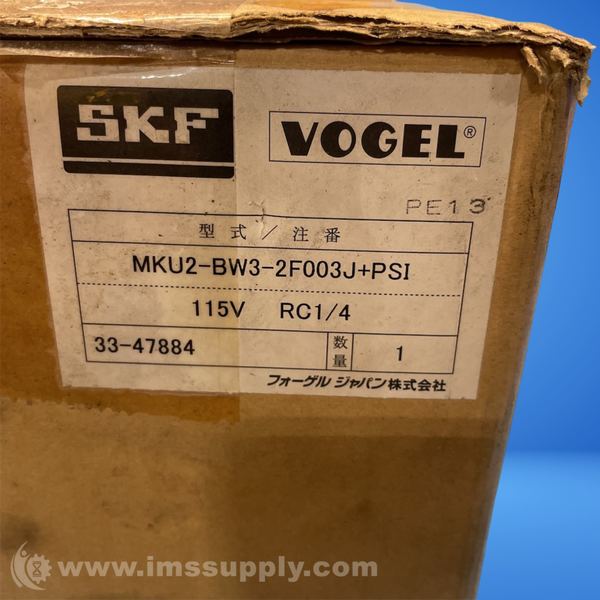 SKF
VOGEL®
PE13
型式／注番
MKU2-BW3-2F003J+PSI
115V RC1/4
33-47884 数量 1
フォーゲル ジャパン株式会社
www.imssupply.com